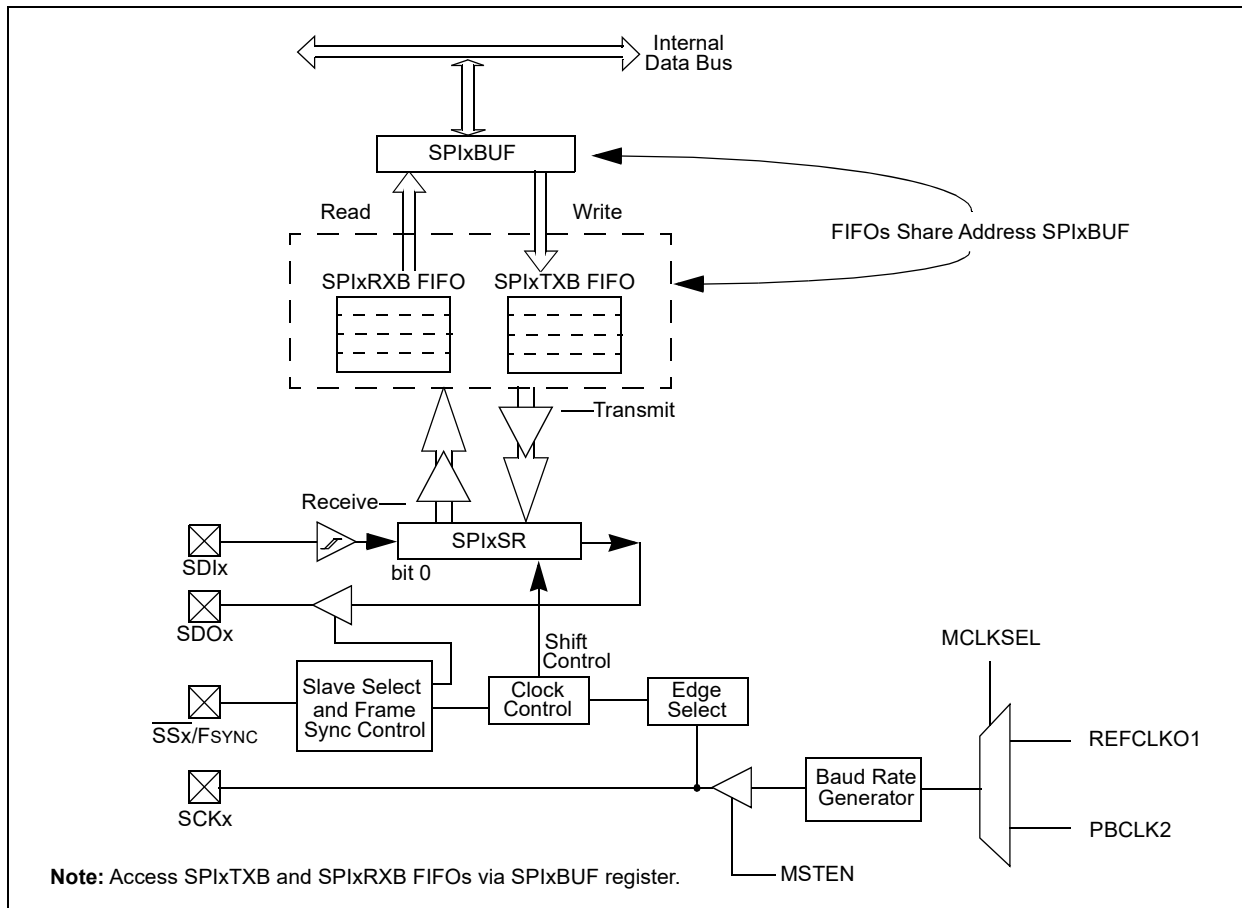 Internal
Data Bus
SPIxBUF
Read
Write
FIFOs Share Address SPIxBUF
SPIxRXB FIFO
SPIxTXB FIFO
Transmit
Receive
SPIxSR
SDIx
bit 0
SDOx
Shift
Control
MCLKSEL
Slave Select
and Frame
Sync Control
Clock
Control
Edge
Select
SSx/FSYNC
REFCLKO1
Baud Rate
Generator
SCKx
PBCLK2
MSTEN
Note: Access SPIxTXB and SPIxRXB FIFOs via SPIxBUF register.